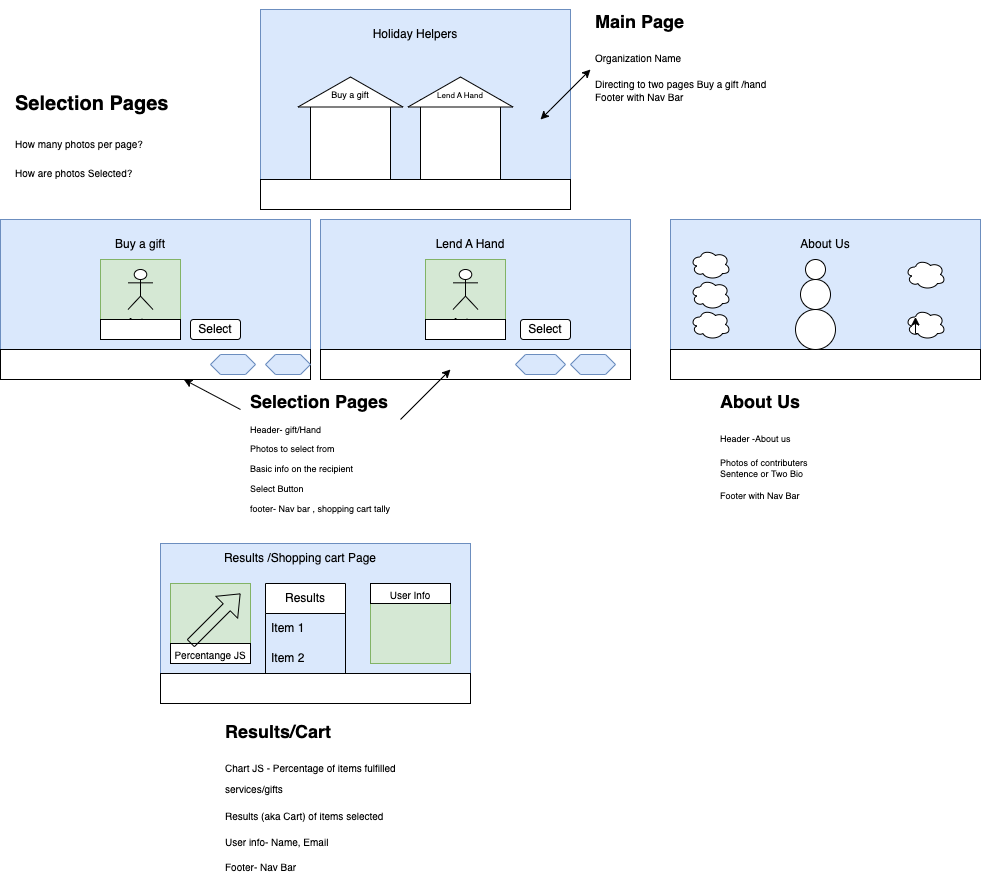 Main Page
Holiday Helpers
Organization Name
Directing to two pages Buy a gift /hand
Footer with Nav Bar
Buy a gift
Lend A Hand
Selection Pages
How many photos per page?
How are photos Selected?
Buy a gift
Select
Lend A Hand
Select
About Us
Selection Pages
Header- gift/Hand
Photos to select from
Basic info on the recipient
Select Button
footer- Nav bar , shopping cart tally
About Us
Header -About us
Photos of contributers
Sentence or Two Bio
Footer with Nav Bar
Results /Shopping cart Page
Percentange JS
Results
Item 1
Item 2
User Info
Results/Cart
Chart JS - Percentage of items fulfilled
services/gifts
Results (aka Cart) of items selected
User info- Name, Email
Footer- Nav Bar